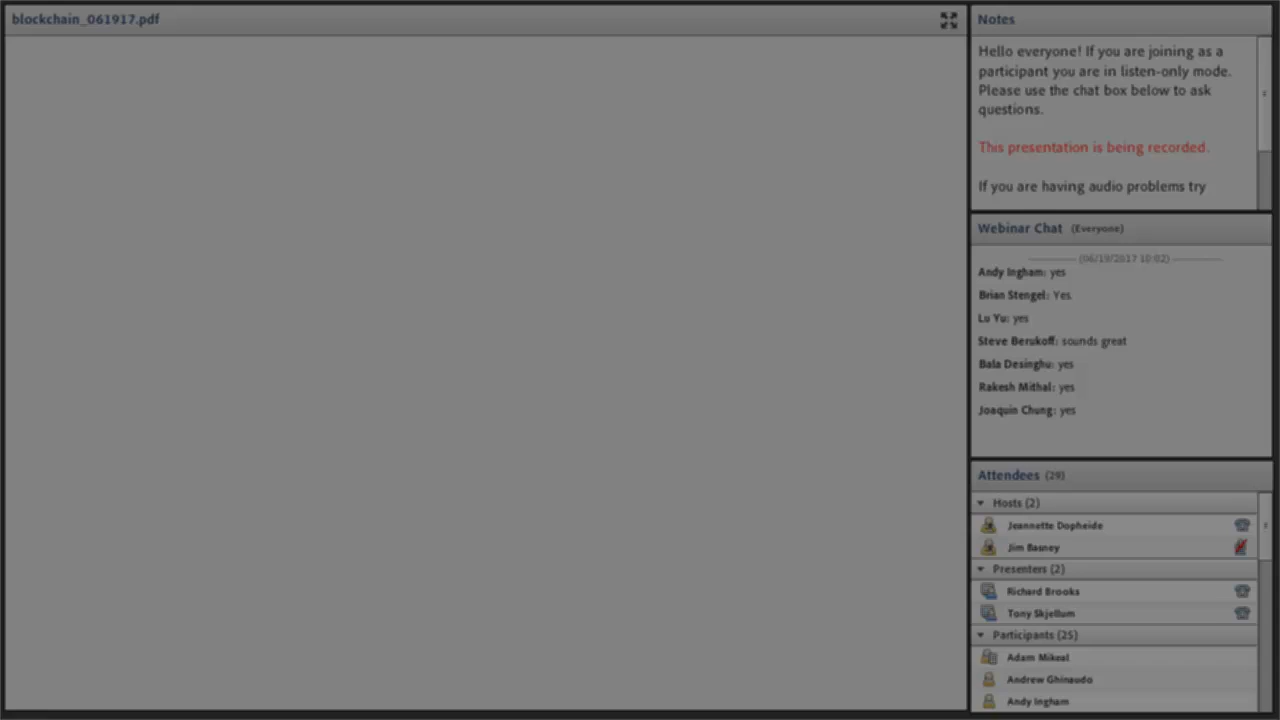 blockchain_061917.pdf
Notes
Hello everyone! If you are joining as a
participant you are in listen-only mode.
Please use the chat box below to ask
questions.
This presentation is being recorded.
If you are having audio problems try
Webinar Chat (Everyone)
(06/19/2017 10:02)
Andy Ingham: yes
Brian Stengel: Yes
Lu Yu: yes
Steve Berukoff: sounds great
Bala Desinghu: yes
Rakesh Mithal: yes
Joaquin Chung: yes
Attendees (29)
Hosts (2)
Jeannette Dopheide
Jim Basney
Presenters (2)
Richard Brooks
Tony Skjellum
Participants (25)
Adam Mikeal
Andrew Ghinaudo
Andy Ingham